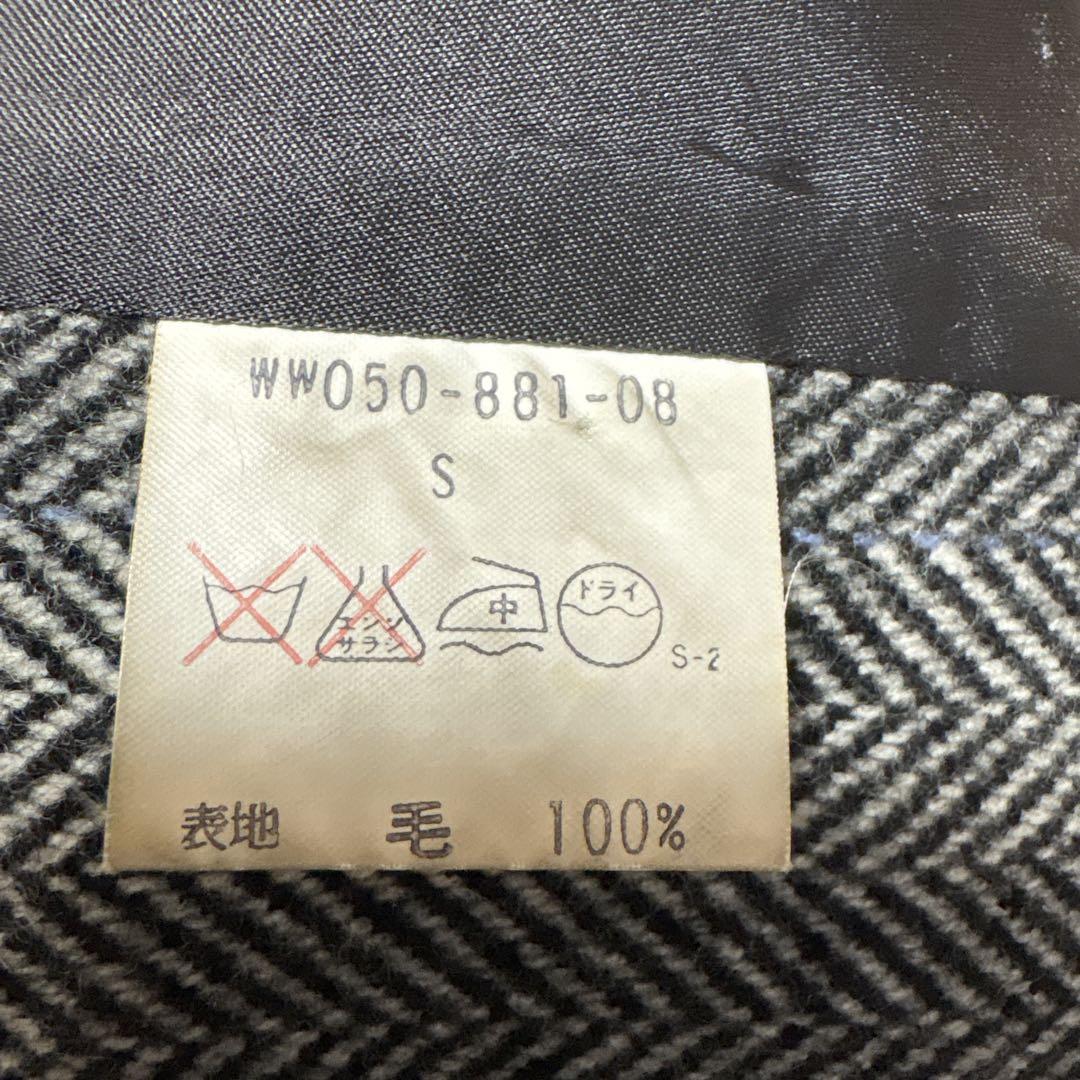 WW050-881-08
S
エンソ
サラシ
中
ドライ
S-2
表地 毛 100%